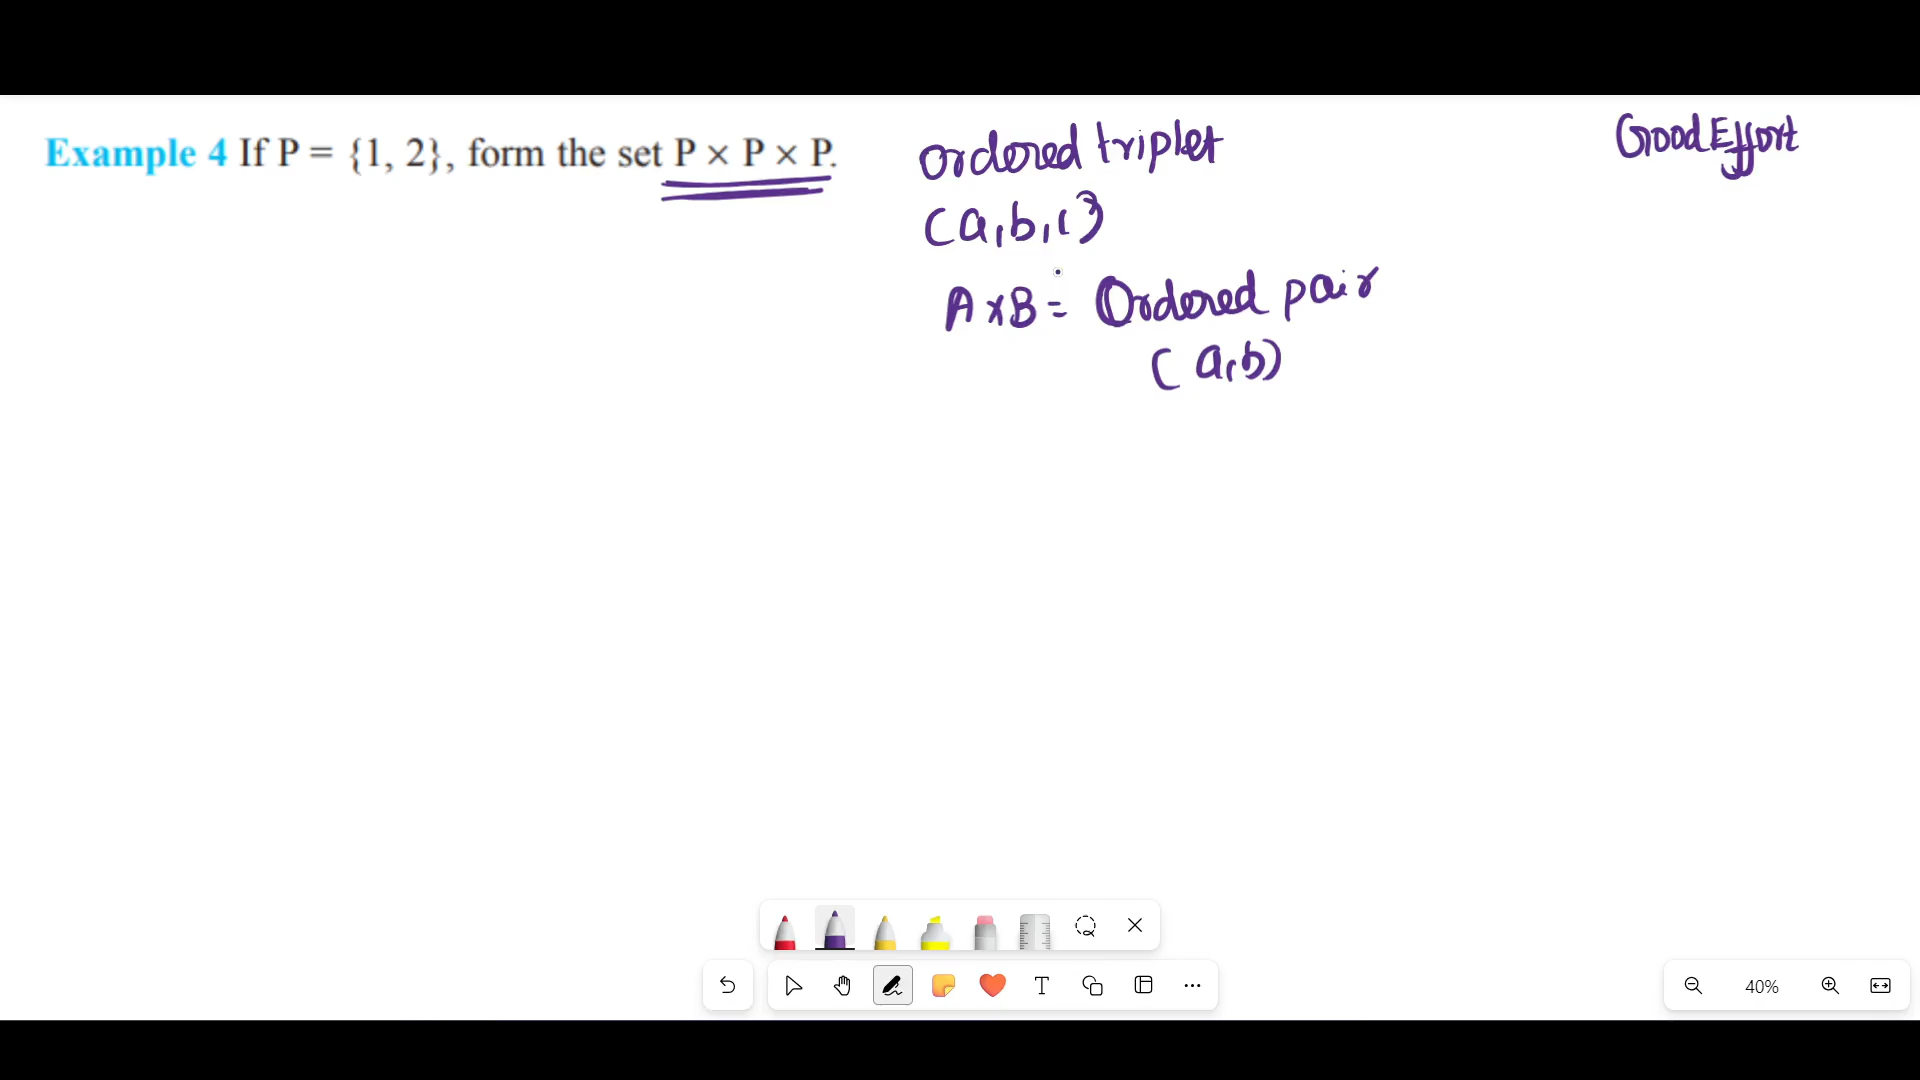 Example 4 If P = {1, 2}, form the set P × P × P.
ordered triplet
(a,b,c)
A×B = Ordered pair
(a,b)
Good Effort
40%